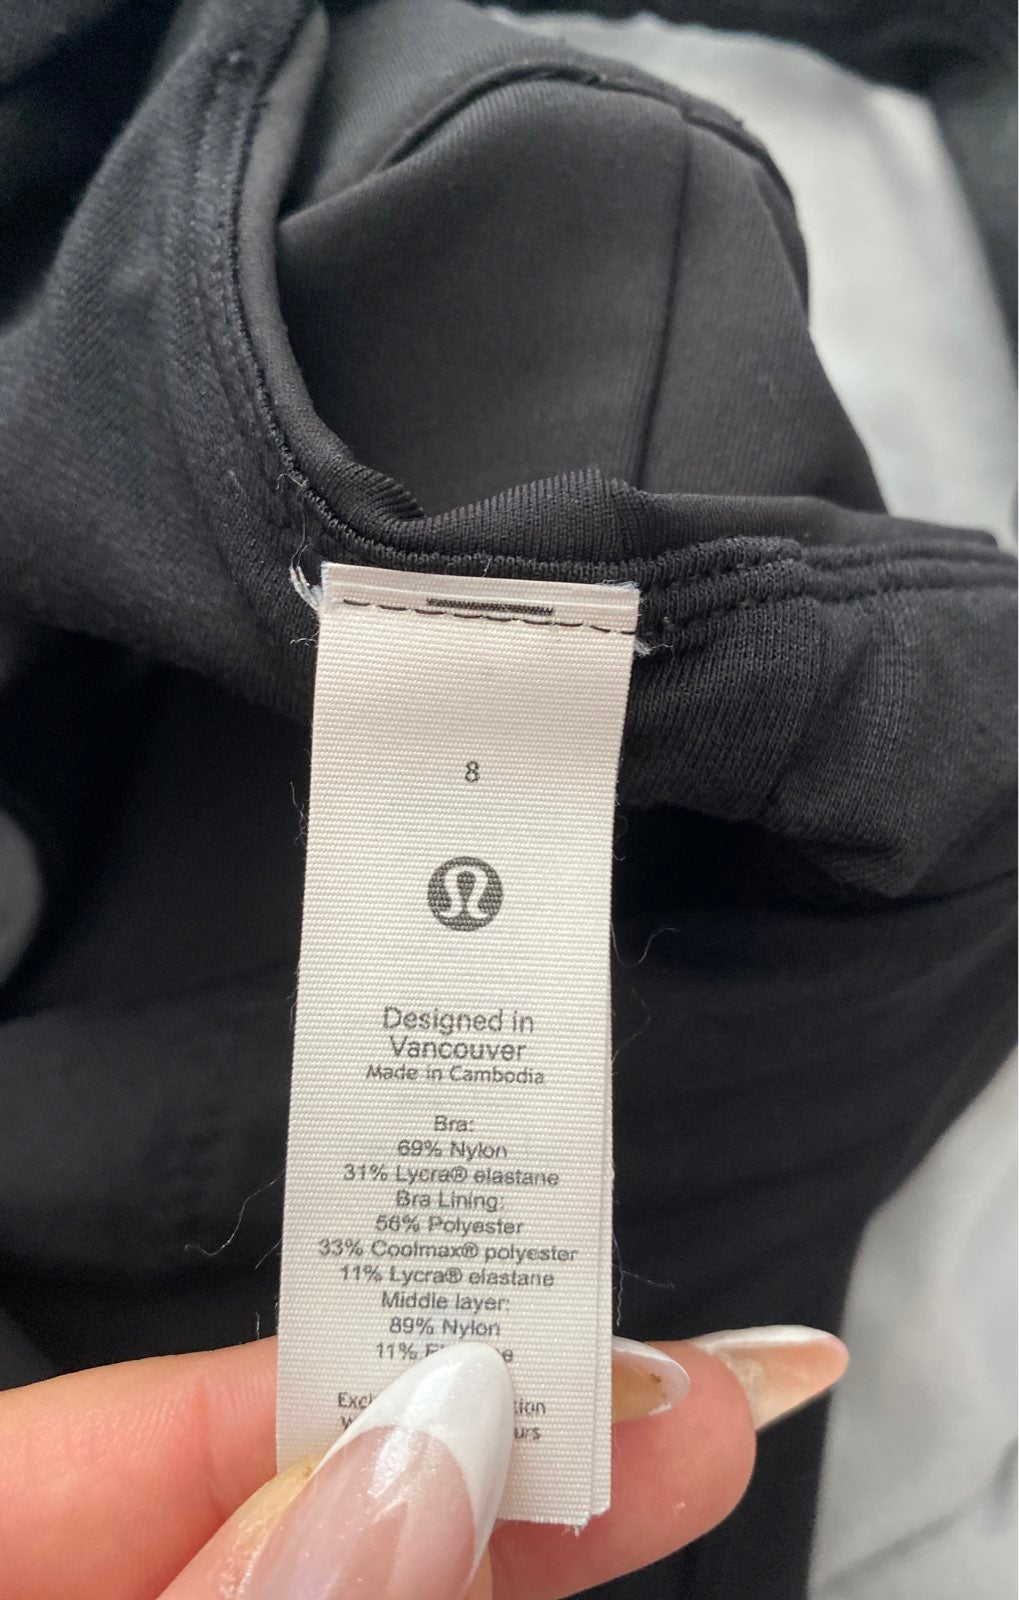 8
Designed in
Vancouver
Made in Cambodia
Bra:
69% Nylon
31% Lycra® elastane
Bra Lining:
56% Polyester
33% Coolmax® polyester
11% Lycra® elastane
Middle layer:
89% Nylon
11%